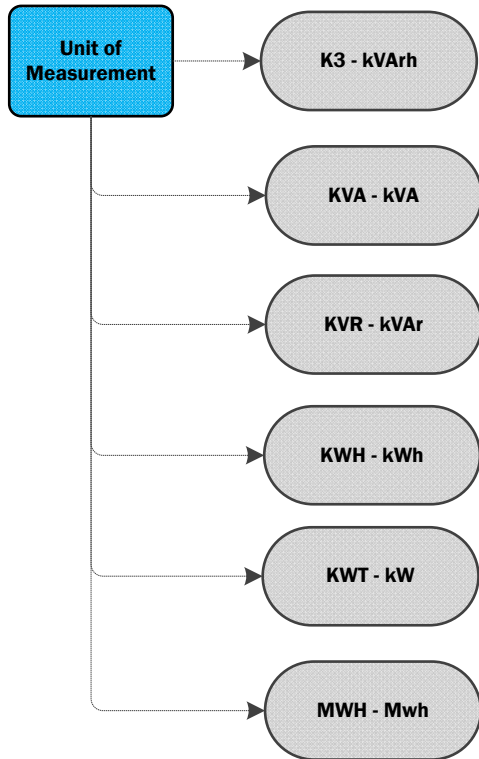 Unit of
Measurement
K3 - kVArh
KVA - kVA
KVR - kVAr
KWH - kWh
KWT - kW
MWH - Mwh